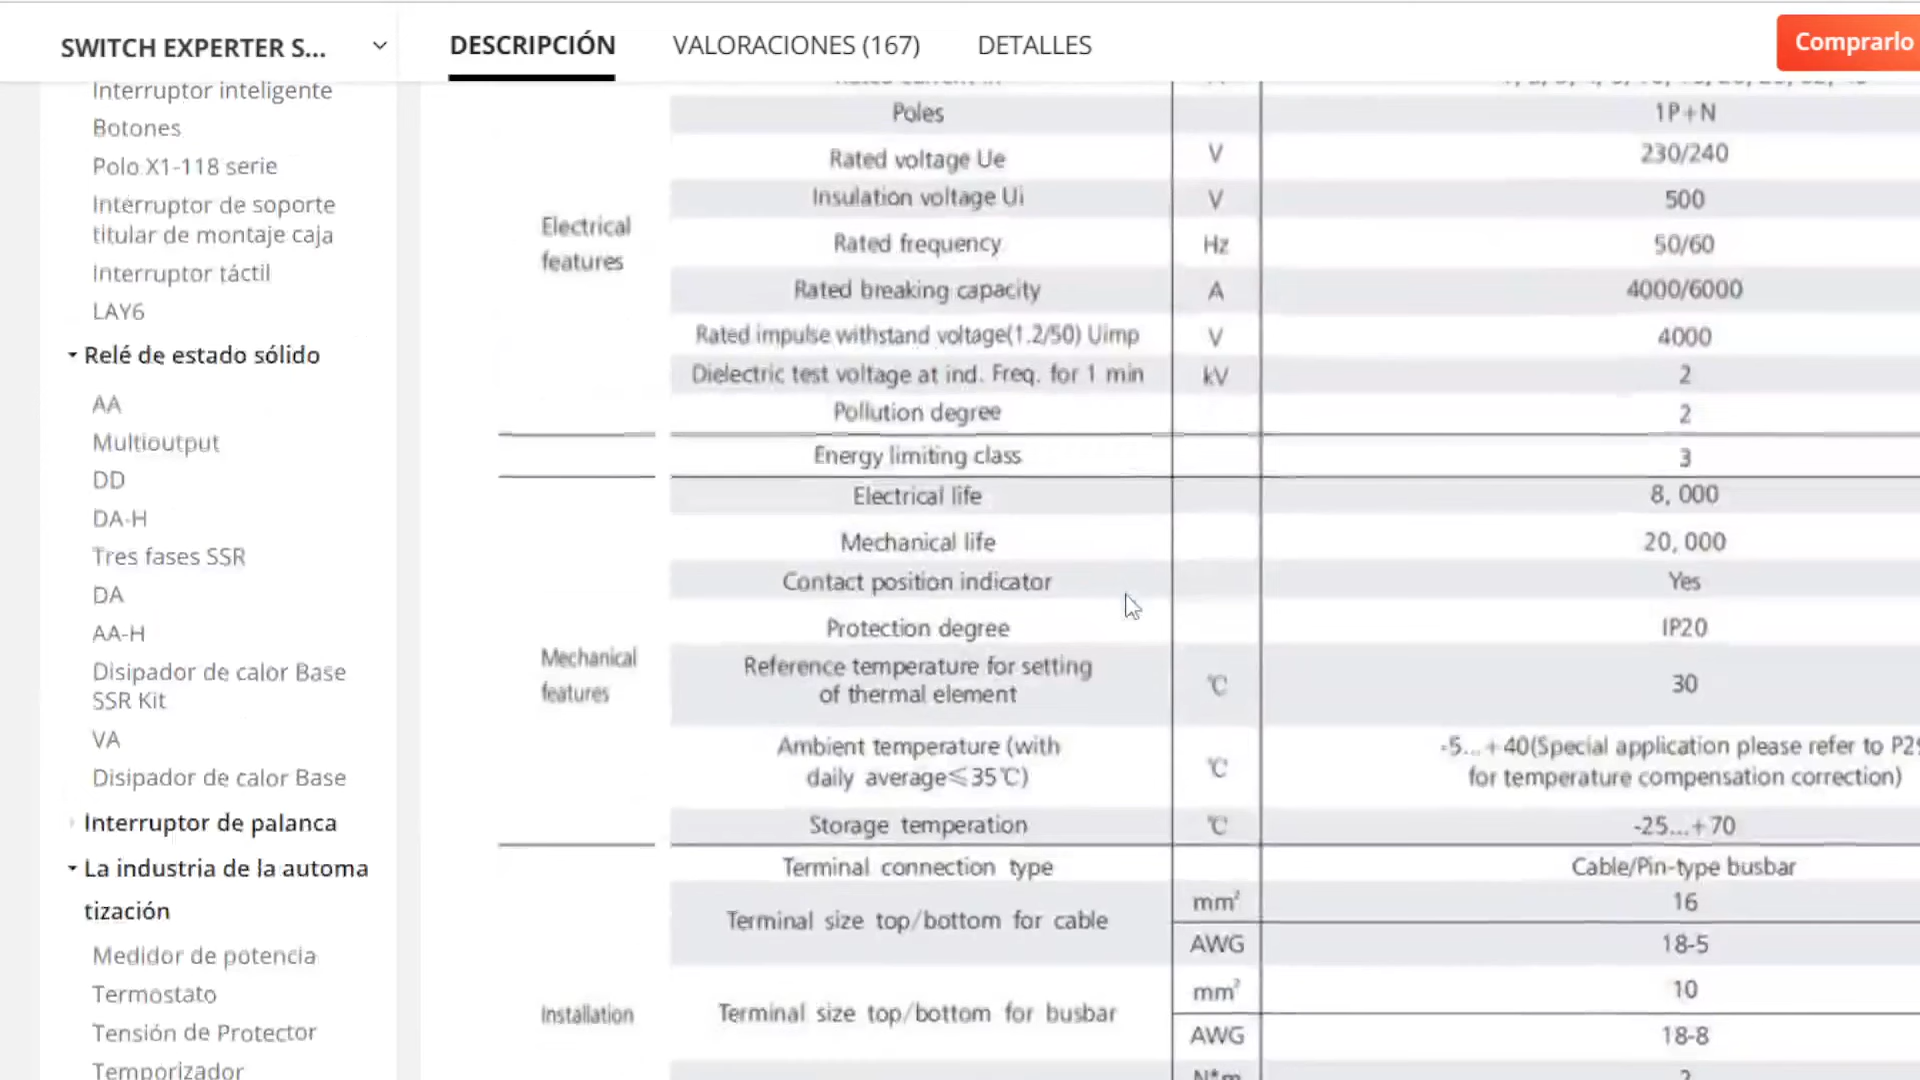 SWITCH EXPERTER S...
DESCRIPCIÓN
VALORACIONES (167)
DETALLES
Comprarlo
Interruptor inteligente
Botones
Polo X1-118 serie
Interruptor de soporte
titular de montaje caja
Interruptor táctil
LAY6
Relé de estado sólido
AA
Multioutput
DD
DA-H
Tres fases SSR
DA
AA-H
Disipador de calor Base
SSR Kit
VA
Disipador de calor Base
Interruptor de palanca
La industria de la automa
tización
Medidor de potencia
Termostato
Tensión de Protector
Temporizador
Electrical
features
Poles 1P+N
Rated voltage Ue V 230/240
Insulation voltage Ui V 500
Rated frequency Hz 50/60
Rated breaking capacity A 4000/6000
Rated impulse withstand voltage(1.2/50) Uimp V 4000
Dielectric test voltage at ind. Freq. for 1 min kV 2
Pollution degree 2
Energy limiting class 3
Mechanical
features
Electrical life 8, 000
Mechanical life 20, 000
Contact position indicator Yes
Protection degree IP20
Reference temperature for setting
of thermal element ℃ 30
Ambient temperature (with
daily average≤35℃) ℃ -5...+40(Special application please refer to
for temperature compensation correction)
Storage temperation ℃ -25...+70
Installation
Terminal connection type Cable/Pin-type busbar
Terminal size top/bottom for cable mm² 16
AWG 18-5
Terminal size top/bottom for busbar mm² 10
AWG 18-8